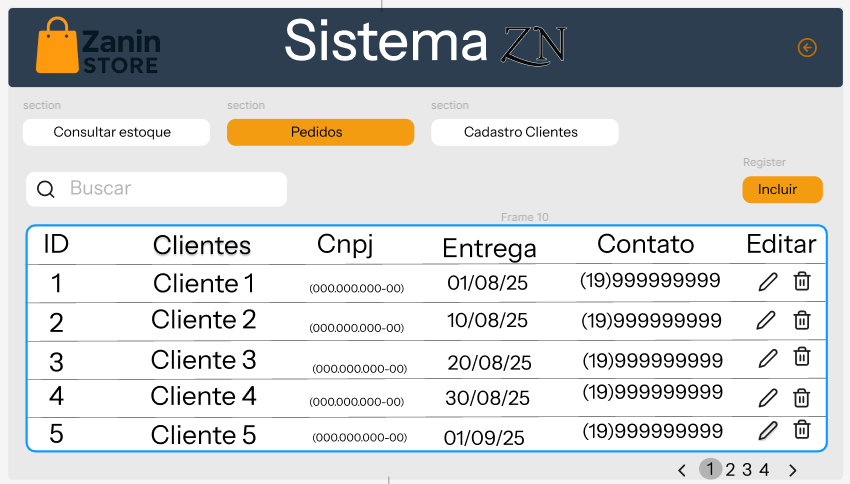 Zanin
STORE
Sistema ZN
section section section
Consultar estoque Pedidos Cadastro Clientes
Register
Buscar
Incluir
Frame 10
ID Clientes Cnpj Entrega Contato Editar
1 Cliente 1 (000.000.000-00) 01/08/25 (19)999999999
2 Cliente 2 (000.000.000-00) 10/08/25 (19)999999999
3 Cliente 3 (000.000.000-00) 20/08/25 (19)999999999
4 Cliente 4 (000.000.000-00) 30/08/25 (19)999999999
5 Cliente 5 (000.000.000-00) 01/09/25 (19)999999999
1 2 3 4